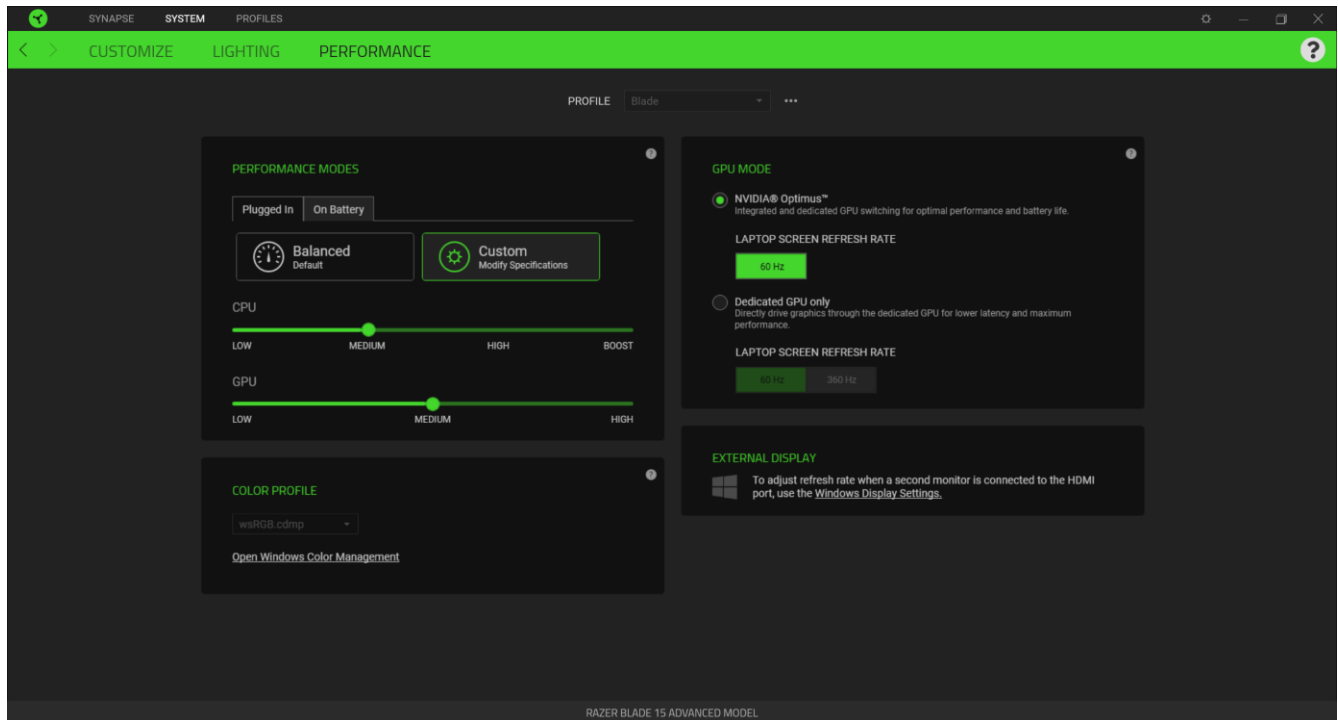 SYNAPSE SYSTEM PROFILES
CUSTOMIZE LIGHTING PERFORMANCE
?
PROFILE Blade
PERFORMANCE MODES
?
Plugged In On Battery
Balanced
Default
Custom
Modify Specifications
CPU
LOW MEDIUM HIGH BOOST
GPU
LOW MEDIUM HIGH
COLOR PROFILE
?
wsRGB.cdmp
Open Windows Color Management
GPU MODE
?
NVIDIA® Optimus™
Integrated and dedicated GPU switching for optimal performance and battery life.
LAPTOP SCREEN REFRESH RATE
60 Hz
Dedicated GPU only
Directly drive graphics through the dedicated GPU for lower latency and maximum
performance.
LAPTOP SCREEN REFRESH RATE
60 Hz 360 Hz
EXTERNAL DISPLAY
To adjust refresh rate when a second monitor is connected to the HDMI
port, use the Windows Display Settings.
RAZER BLADE 15 ADVANCED MODEL